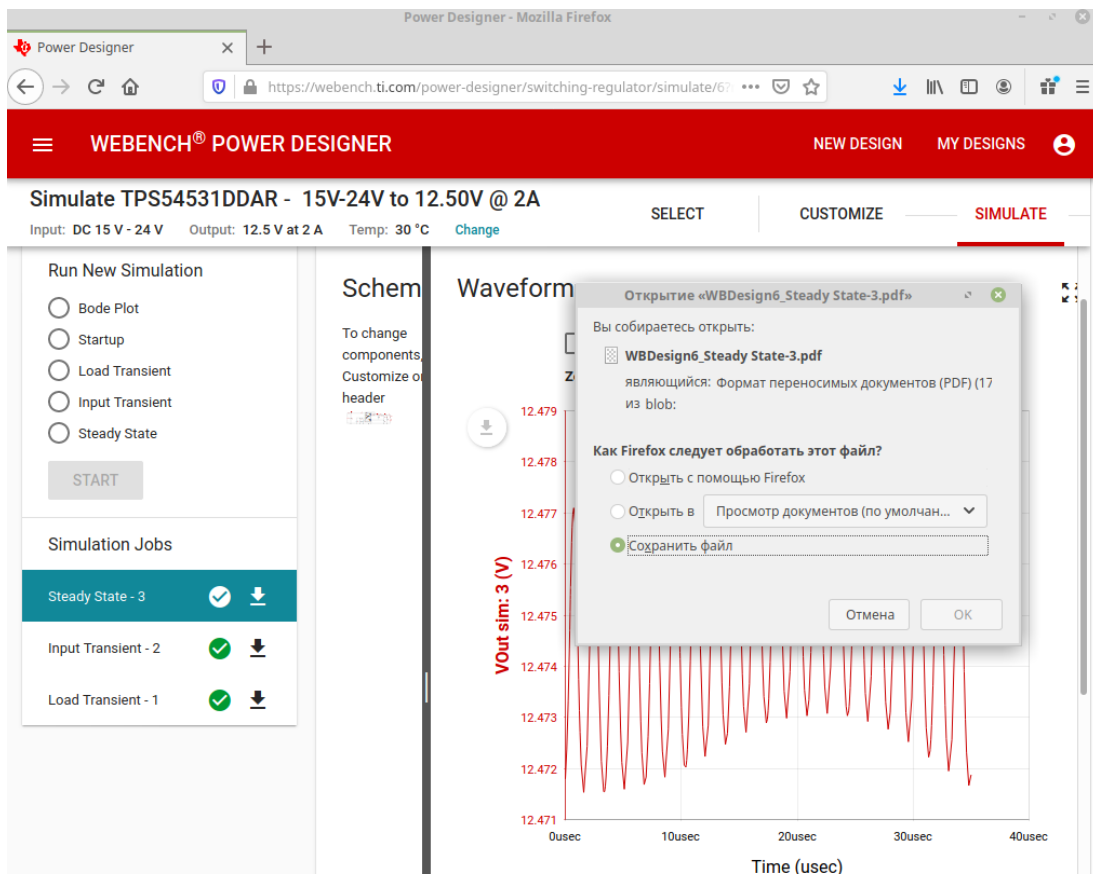 Power Designer - Mozilla Firefox
Power Designer
https://webench.ti.com/power-designer/switching-regulator/simulate/6?
WEBENCH® POWER DESIGNER
NEW DESIGN
MY DESIGNS
Simulate TPS54531DDAR - 15V-24V to 12.50V @ 2A
Input: DC 15 V - 24 V Output: 12.5 V at 2 A Temp: 30 °C Change
SELECT
CUSTOMIZE
SIMULATE
Run New Simulation
Bode Plot
Startup
Load Transient
Input Transient
Steady State
START
Simulation Jobs
Steady State - 3
Input Transient - 2
Load Transient - 1
Schem
To change
components,
Customize
header
Waveform
12.479
12.478
12.477
12.476
12.475
12.474
12.473
12.472
12.471
VOut sim: 3 (V)
0usec
10usec
20usec
30usec
40usec
Time (usec)
Открытие «WBDesign6_Steady State-3.pdf»
Вы собираетесь открыть:
WBDesign6_Steady State-3.pdf
являющийся: Формат переносимых документов (PDF) (17
из blob:
Как Firefox следует обработать этот файл?
Открыть с помощью Firefox
Открыть в
Просмотр документов (по умолчан...
Сохранить файл
Отмена
OK